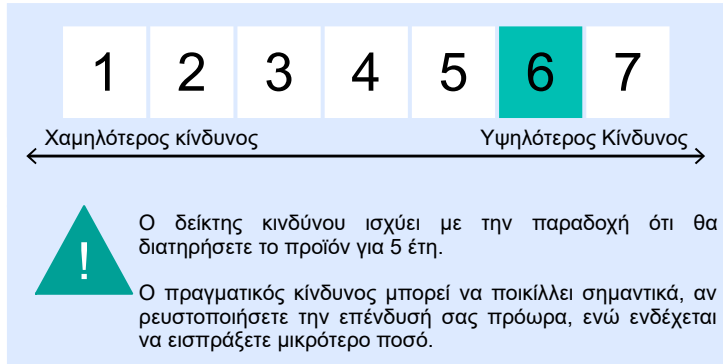 1 2 3 4 5 6 7
Χαμηλότερος κίνδυνος Υψηλότερος Κίνδυνος
!
Ο δείκτης κινδύνου ισχύει με την παραδοχή ότι θα
διατηρήσετε το προϊόν για 5 έτη.
Ο πραγματικός κίνδυνος μπορεί να ποικίλλει σημαντικά, αν
ρευστοποιήσετε την επένδυσή σας πρόωρα, ενώ ενδέχεται
να εισπράξετε μικρότερο ποσό.